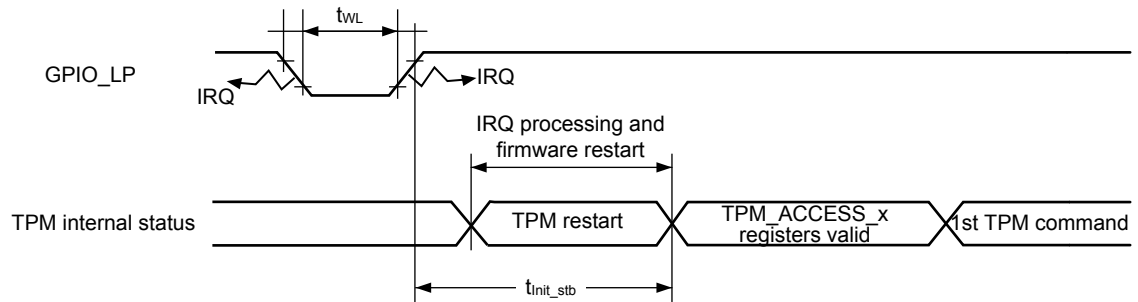 tWL
GPIO_LP
IRQ
IRQ
IRQ processing and
firmware restart
TPM internal status
TPM restart
TPM_ACCESS_x
registers valid
1st TPM command
tInit_stb